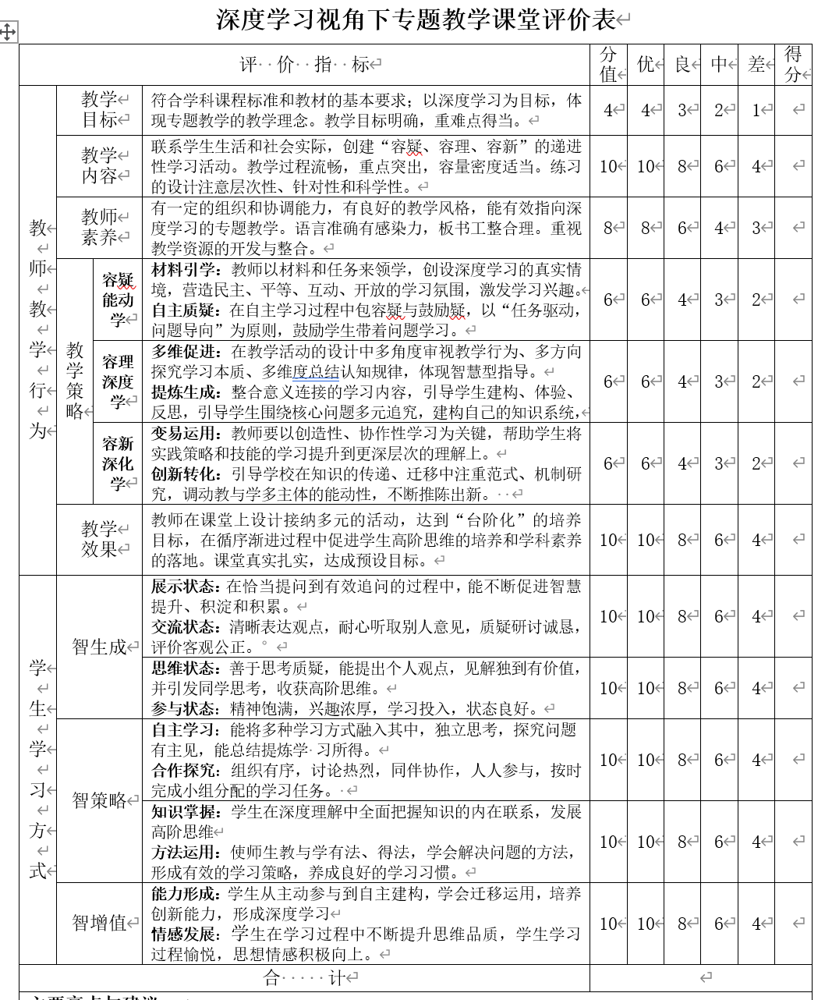 深度学习视角下专题教学课堂评价表
评 价 指 标 分值 优 良 中 差 得分
教师教学行为
教学目标
符合学科课程标准和教材的基本要求；以深度学习为目标，体
现专题教学的教学理念。教学目标明确，重难点得当。
4 4 3 2 1
教学内容
联系学生生活和社会实际，创建“容疑、容理、容新”的递进
性学习活动。教学过程流畅，重点突出，容量密度适当。练习
的设计注意层次性、针对性和科学性。
10 10 8 6 4
教师素养
有一定的组织和协调能力，有良好的教学风格，能有效指向深
度学习的专题教学。语言准确有感染力，板书工整合理。重视
教学资源的开发与整合。
8 8 6 4 3
教学策略
容疑能动学
材料引学：教师以材料和任务来领学，创设深度学习的真实情
境，营造民主、平等、互动、开放的学习氛围，激发学习兴趣。
自主质疑：在自主学习过程中包容疑与鼓励疑，以“任务驱动，
问题导向”为原则，鼓励学生带着问题学习。
6 6 4 3 2
容理深度学
多维促进：在教学活动的设计中多角度审视教学行为、多方向
探究学习本质、多维度总结认知规律，体现智慧型指导。
提炼生成：整合意义连接的学习内容，引导学生建构、体验、
反思，引导学生围绕核心问题多元追究，建构自己的知识系统，
6 6 4 3 2
容新深化学
变易运用：教师要以创造性、协作性学习为关键，帮助学生将
实践策略和技能的学习提升到更深层次的理解上。
创新转化：引导学校在知识的传递、迁移中注重范式、机制研
究，调动教与学多主体的能动性，不断推陈出新。
6 6 4 3 2
教学效果
教师在课堂上设计接纳多元的活动，达到“台阶化”的培养
目标，在循序渐进过程中促进学生高阶思维的培养和学科素养
的落地。课堂真实扎实，达成预设目标。
10 10 8 6 4
学生学习方式
智生成
展示状态：在恰当提问到有效追问的过程中，能不断促进智慧
提升、积淀和积累。
交流状态：清晰表达观点，耐心听取别人意见，质疑研讨诚恳，
评价客观公正。
10 10 8 6 4
思维状态：善于思考质疑，能提出个人观点，见解独到有价值，
并引发同学思考，收获高阶思维。
参与状态：精神饱满，兴趣浓厚，学习投入，状态良好。
10 10 8 6 4
智策略
自主学习：能将多种学习方式融入其中，独立思考，探究问题
有主见，能总结提炼学 习所得。
合作探究：组织有序，讨论热烈，同伴协作，人人参与，按时
完成小组分配的学习任务。
10 10 8 6 4
知识掌握：学生在深度理解中全面把握知识的内在联系，发展
高阶思维
方法运用：使师生教与学有法、得法，学会解决问题的方法，
形成有效的学习策略，养成良好的学习习惯。
10 10 8 6 4
智增值
能力形成：学生从主动参与到自主建构，学会迁移运用，培养
创新能力，形成深度学习
情感发展：学生在学习过程中不断提升思维品质，学生学习
过程愉悦，思想情感积极向上。
10 10 8 6 4
合 计